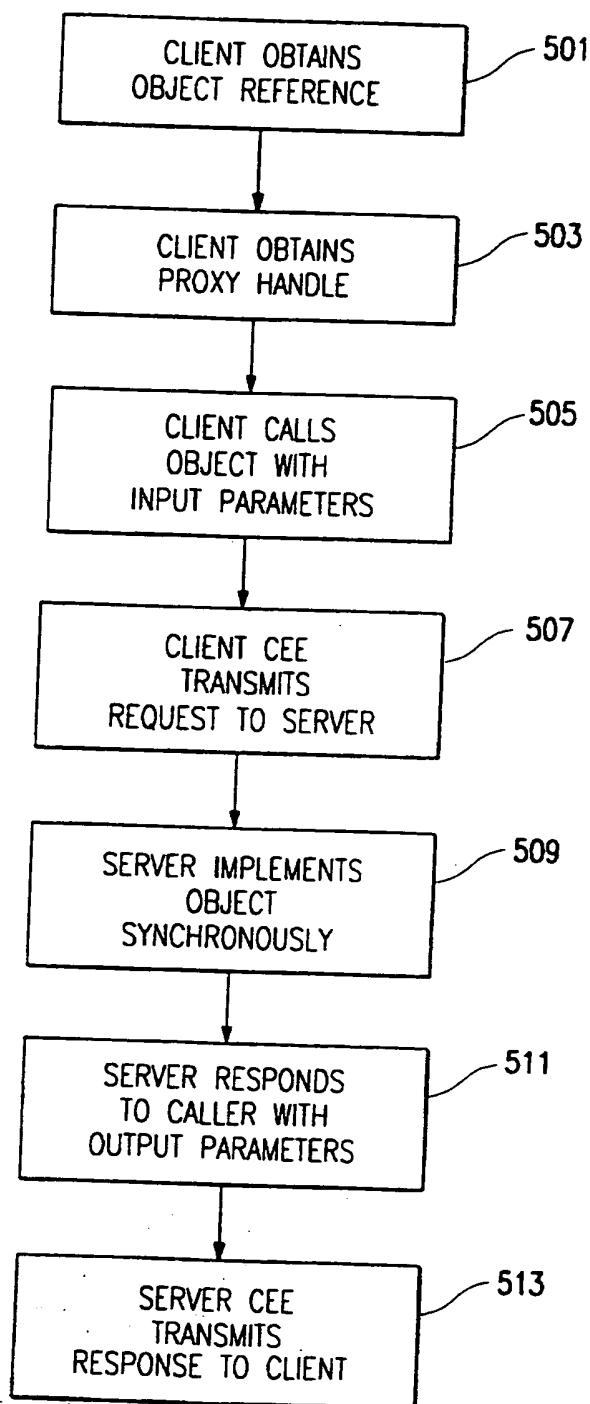 CLIENT OBTAINS
OBJECT REFERENCE
501
CLIENT OBTAINS
PROXY HANDLE
503
CLIENT CALLS
OBJECT WITH
INPUT PARAMETERS
505
CLIENT CEE
TRANSMITS
REQUEST TO SERVER
507
SERVER IMPLEMENTS
OBJECT
SYNCHRONOUSLY
509
SERVER RESPONDS
TO CALLER WITH
OUTPUT PARAMETERS
511
SERVER CEE
TRANSMITS
RESPONSE TO CLIENT
513